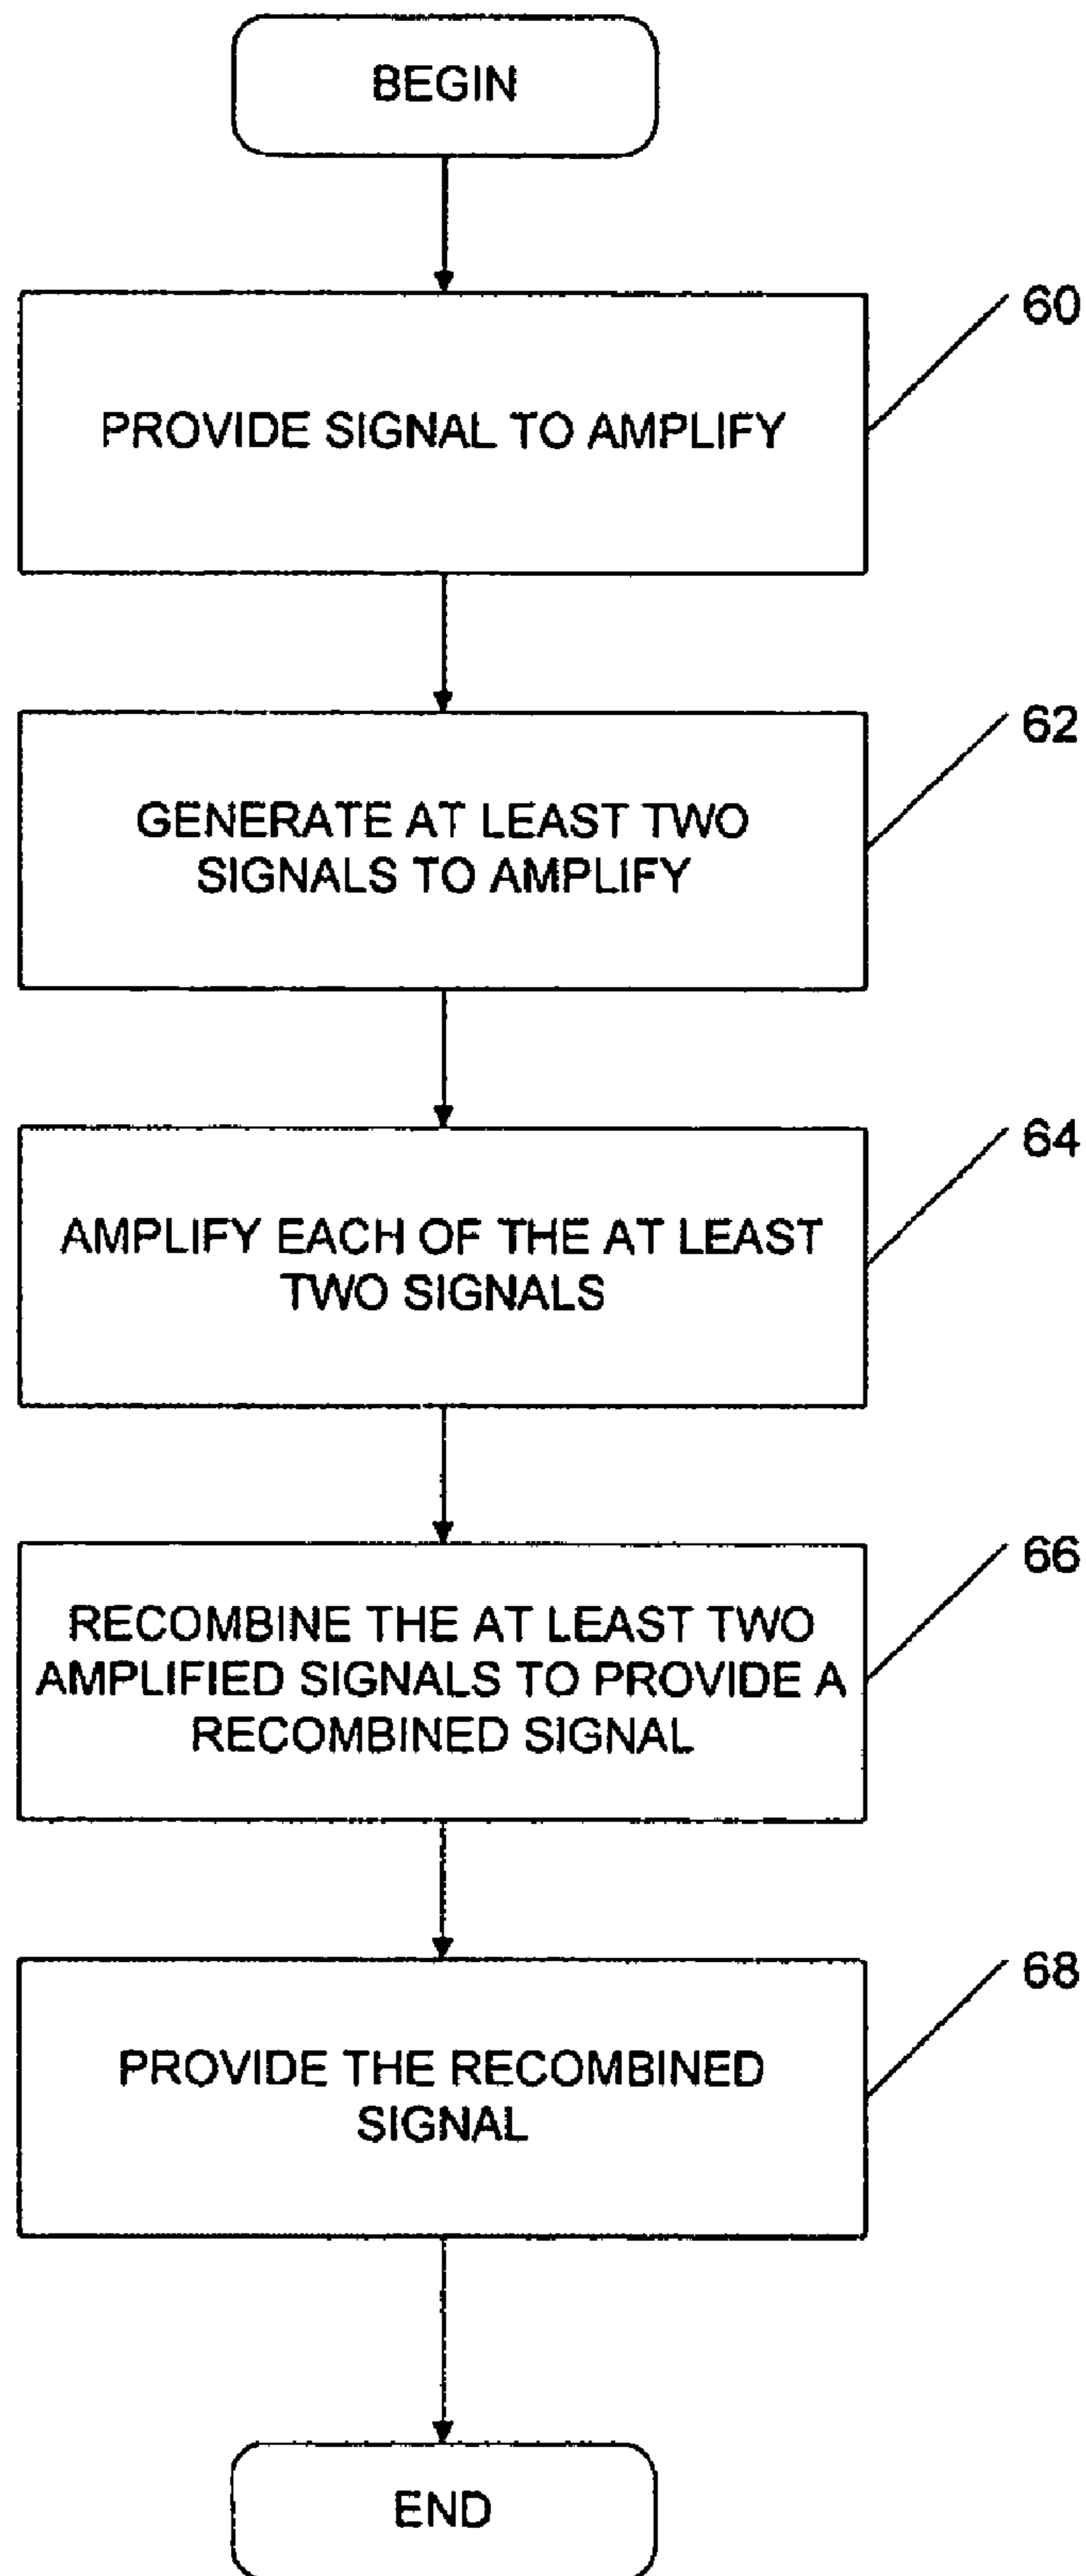 BEGIN
60
PROVIDE SIGNAL TO AMPLIFY
62
GENERATE AT LEAST TWO
SIGNALS TO AMPLIFY
64
AMPLIFY EACH OF THE AT LEAST
TWO SIGNALS
66
RECOMBINE THE AT LEAST TWO
AMPLIFIED SIGNALS TO PROVIDE A
RECOMBINED SIGNAL
68
PROVIDE THE RECOMBINED
SIGNAL
END